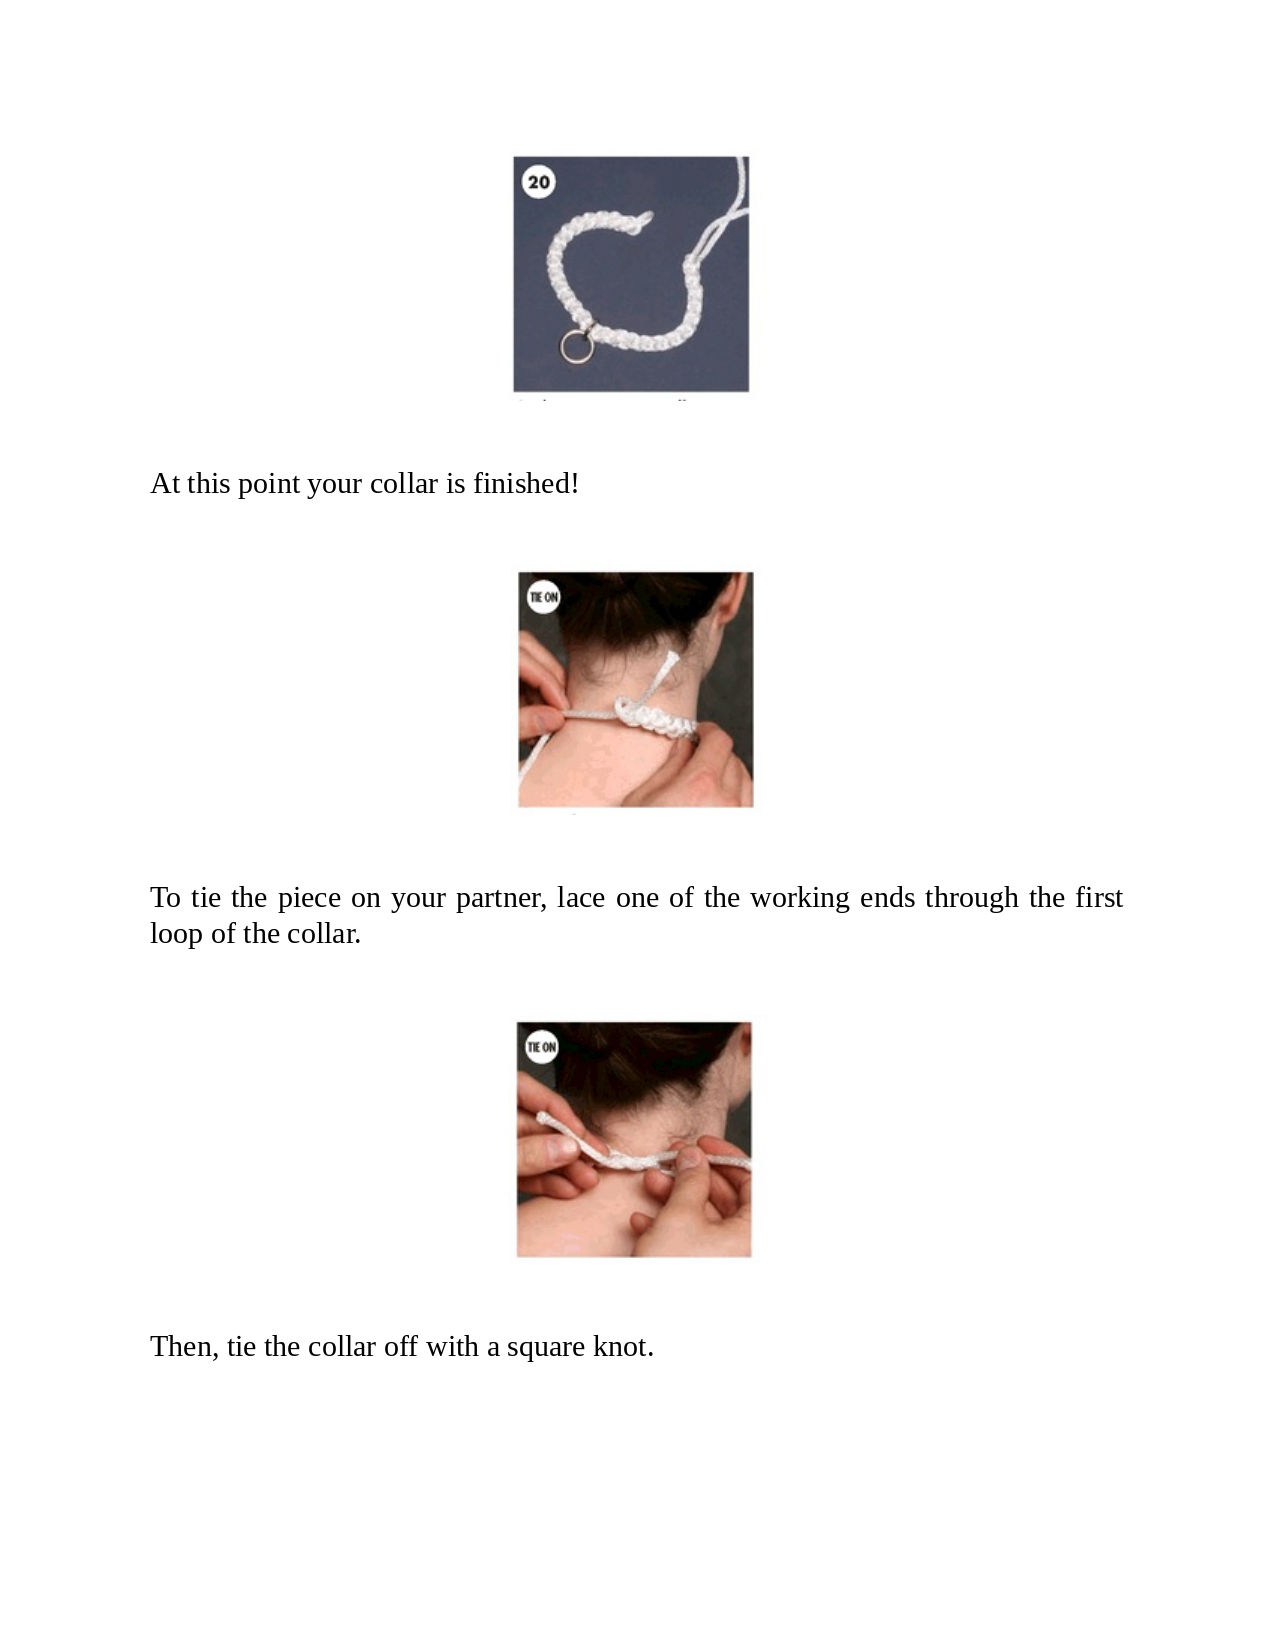 20
At this point your collar is finished!
TIE ON
To tie the piece on your partner, lace one of the working ends through the first
loop of the collar.
TIE ON
Then, tie the collar off with a square knot.